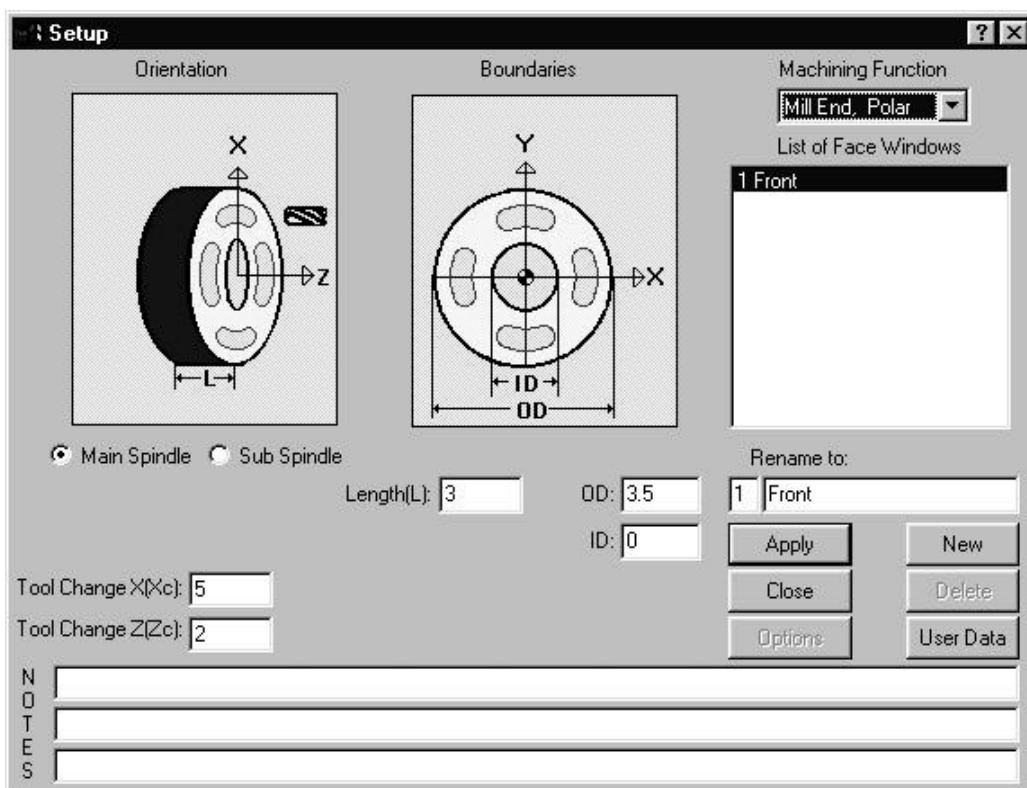 Setup
? X
Orientation
Boundaries
Machining Function
Mill End, Polar
List of Face Windows
1 Front
X
Z
L
Y
X
ID
OD
Main Spindle
Sub Spindle
Rename to:
Length(L): 3
OD: 3.5
1 Front
ID: 0
Apply
New
Tool Change X(Xc): 5
Close
Delete
Tool Change Z(Zc): 2
Options
User Data
NOTES